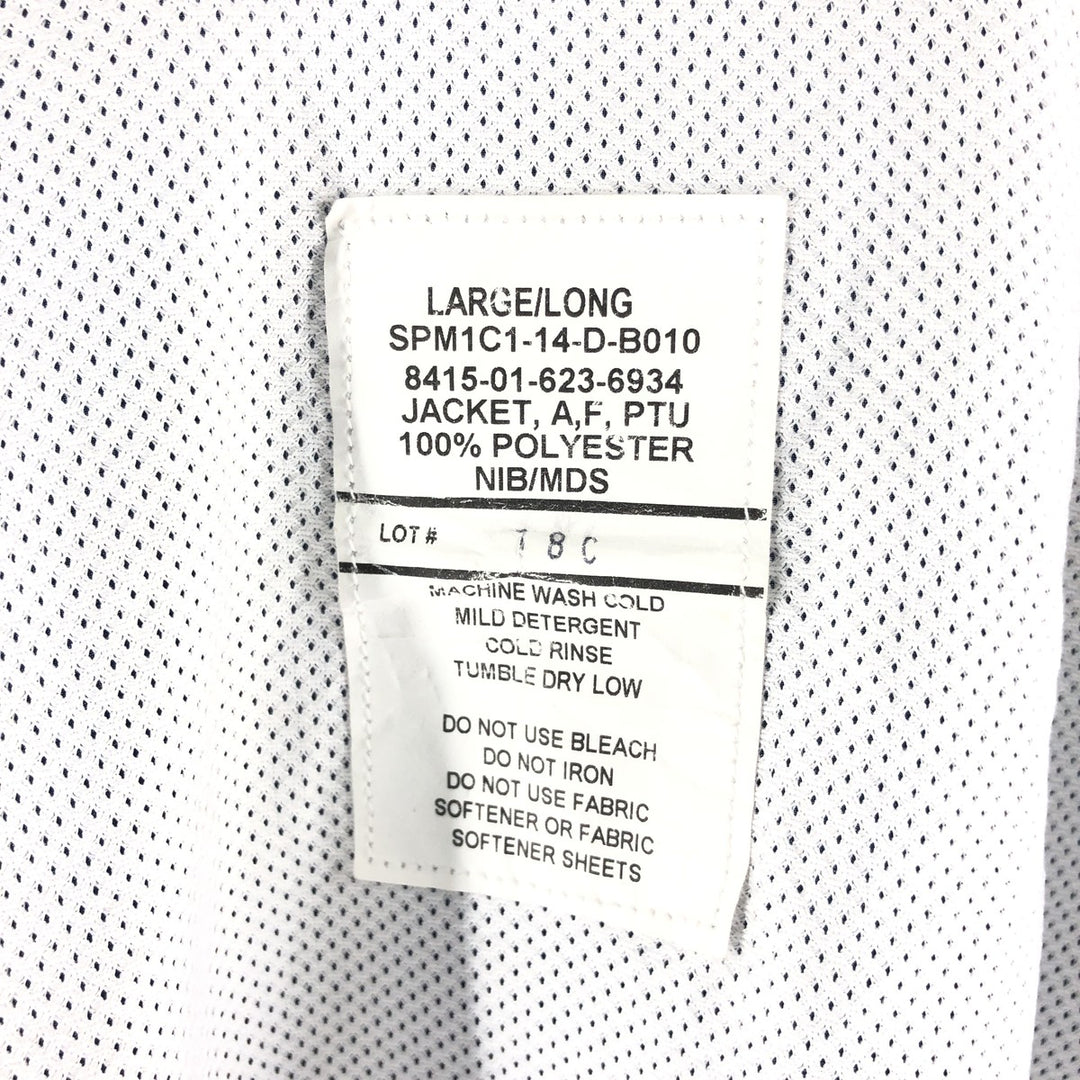 LARGE/LONG
SPM1C1-14-D-B010
8415-01-623-6934
JACKET, A,F, PTU
100% POLYESTER
NIB/MDS
LOT # 18C
MACHINE WASH COLD
MILD DETERGENT
COLD RINSE
TUMBLE DRY LOW
DO NOT USE BLEACH
DO NOT IRON
DO NOT USE FABRIC
SOFTENER OR FABRIC
SOFTENER SHEETS